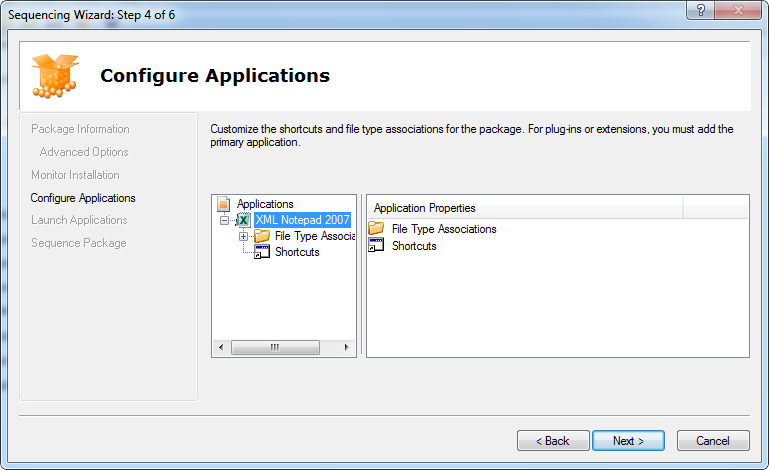 Sequencing Wizard: Step 4 of 6
?
Configure Applications
Package Information
Advanced Options
Monitor Installation
Configure Applications
Launch Applications
Sequence Package
Customize the shortcuts and file type associations for the package. For plug-ins or extensions, you must add the
primary application.
Applications
XML Notepad 2007
File Type Associa
Shortcuts
Application Properties
File Type Associations
Shortcuts
< Back
Next >
Cancel